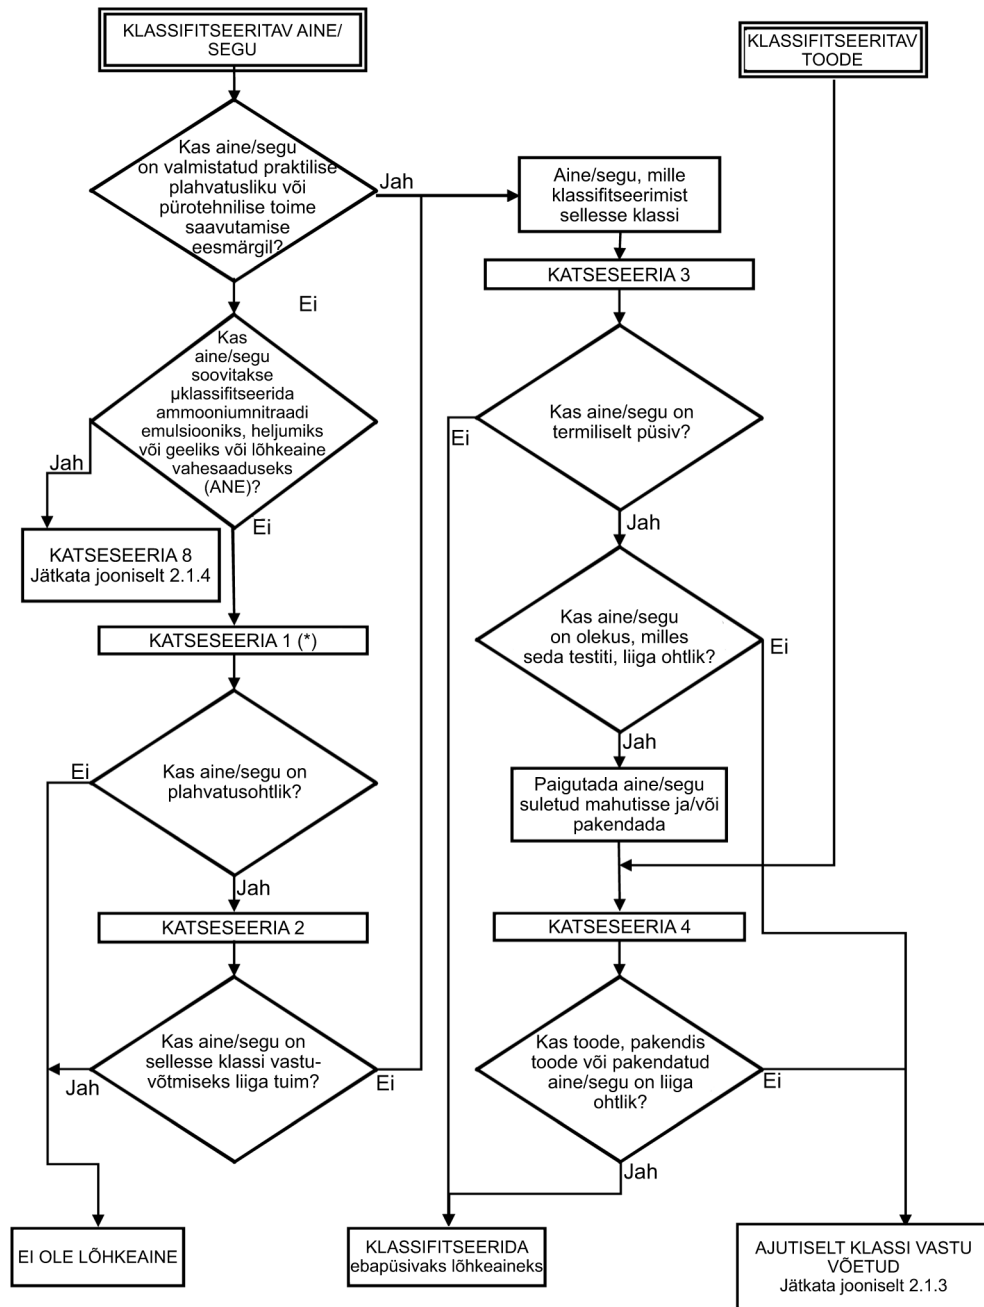 KLASSIFITSEERITAV AINE/
SEGU
KLASSIFITSEERITAV
TOODE
Kas aine/segu
on valmistatud praktilise
plahvatusliku või
pürotehnilise toime
saavutamise
eesmärgil?
Jah
Aine/segu, mille
klassifitseerimist
sellesse klassi
KATSESEERIA 3
Ei
Kas
aine/segu
soovitakse
µklassifitseerida
ammooniumnitraadi
emulsiooniks, heljumiks
või geeliks või lõhkeaine
vahesaaduseks
(ANE)?
Jah
Ei
Kas aine/segu on
termiliselt püsiv?
Ei
Jah
KATSESEERIA 8
Jätkata jooniselt 2.1.4
KATSESEERIA 1 (*)
Kas aine/segu
on olekus, milles
seda testiti, liiga ohtlik?
Ei
Jah
Kas aine/segu on
plahvatusohtlik?
Ei
Jah
Paigutada aine/segu
suletud mahutisse ja/või
pakendada
KATSESEERIA 2
KATSESEERIA 4
Kas aine/segu on
sellesse klassi vastu-
võtmiseks liiga tuim?
Jah
Ei
Kas toode, pakendis
toode või pakendatud
aine/segu on liiga
ohtlik?
Ei
Jah
EI OLE LÕHKEAINE
KLASSIFITSEERIDA
ebapüsivaks lõhkeaineks
AJUTISELT KLASSI VASTU
VÕETUD
Jätkata jooniselt 2.1.3